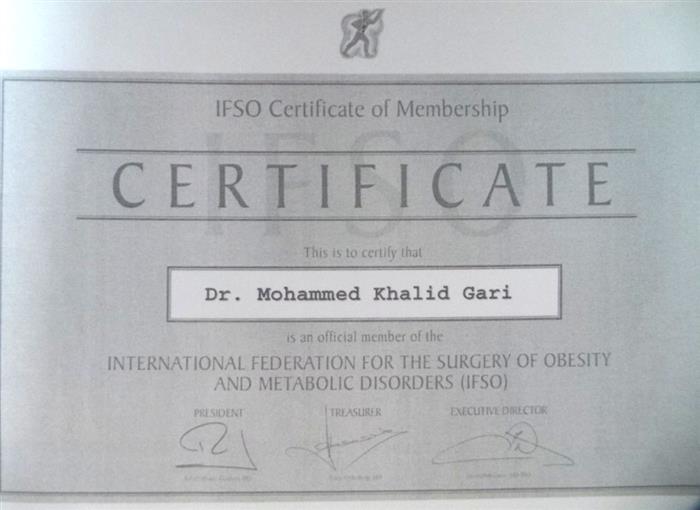 IFSO Certificate of Membership
IFSO
CERTIFICATE
This is to certify that
Dr. Mohammed Khalid Gari
is an official member of the
INTERNATIONAL FEDERATION FOR THE SURGERY OF OBESITY
AND METABOLIC DISORDERS (IFSO)
PRESIDENT TREASURER EXECUTIVE DIRECTOR